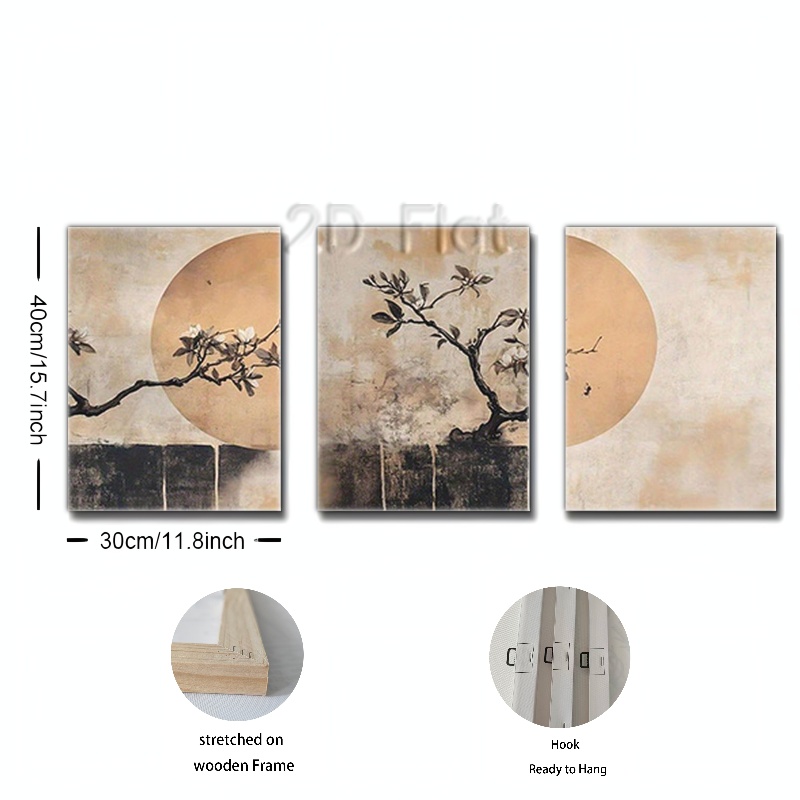 2D Flat
40cm/15.7inch
30cm/11.8inch
stretched on
wooden Frame
Hook
Ready to Hang